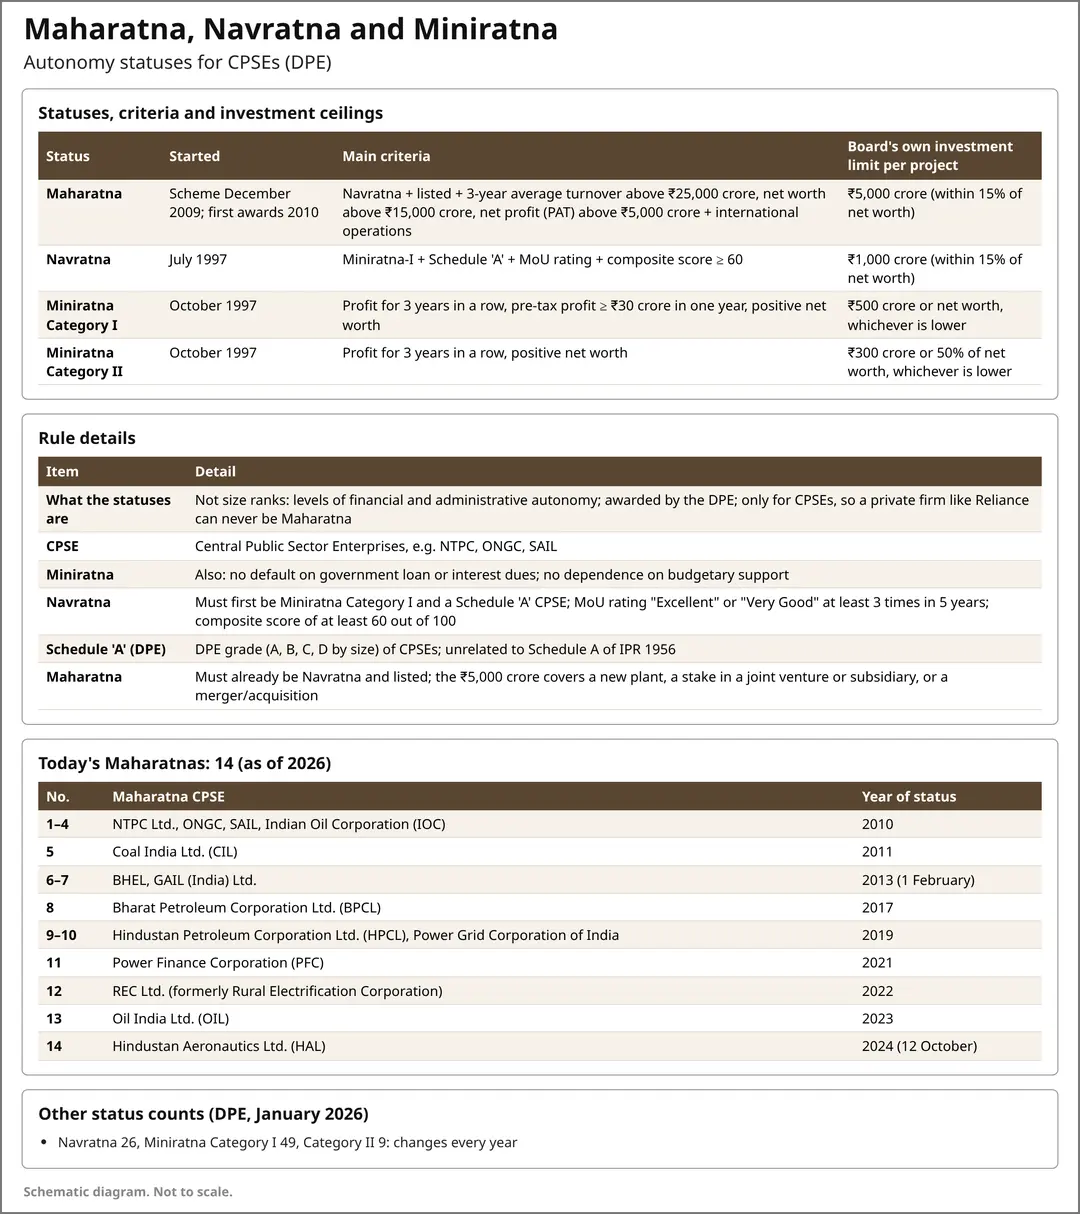 Maharatna, Navratna and Miniratna
Autonomy statuses for CPSEs (DPE)
Statuses, criteria and investment ceilings
Status Started Main criteria Board's own investment limit per project
Maharatna Scheme December 2009; first awards 2010 Navratna + listed + 3-year average turnover above ₹25,000 crore, net worth above ₹15,000 crore, net profit (PAT) above ₹5,000 crore + international operations ₹5,000 crore (within 15% of net worth)
Navratna July 1997 Miniratna-I + Schedule 'A' + MoU rating + composite score ≥ 60 ₹1,000 crore (within 15% of net worth)
Miniratna Category I October 1997 Profit for 3 years in a row, pre-tax profit ≥ ₹30 crore in one year, positive net worth ₹500 crore or net worth, whichever is lower
Miniratna Category II October 1997 Profit for 3 years in a row, positive net worth ₹300 crore or 50% of net worth, whichever is lower
Rule details
Item Detail
What the statuses are Not size ranks: levels of financial and administrative autonomy; awarded by the DPE; only for CPSEs, so a private firm like Reliance can never be Maharatna
CPSE Central Public Sector Enterprises, e.g. NTPC, ONGC, SAIL
Miniratna Also: no default on government loan or interest dues; no dependence on budgetary support
Navratna Must first be Miniratna Category I and a Schedule 'A' CPSE; MoU rating "Excellent" or "Very Good" at least 3 times in 5 years; composite score of at least 60 out of 100
Schedule 'A' (DPE) DPE grade (A, B, C, D by size) of CPSEs; unrelated to Schedule A of IPR 1956
Maharatna Must already be Navratna and listed; the ₹5,000 crore covers a new plant, a stake in a joint venture or subsidiary, or a merger/acquisition
Today's Maharatnas: 14 (as of 2026)
No. Maharatna CPSE Year of status
1–4 NTPC Ltd., ONGC, SAIL, Indian Oil Corporation (IOC) 2010
5 Coal India Ltd. (CIL) 2011
6–7 BHEL, GAIL (India) Ltd. 2013 (1 February)
8 Bharat Petroleum Corporation Ltd. (BPCL) 2017
9–10 Hindustan Petroleum Corporation Ltd. (HPCL), Power Grid Corporation of India 2019
11 Power Finance Corporation (PFC) 2021
12 REC Ltd. (formerly Rural Electrification Corporation) 2022
13 Oil India Ltd. (OIL) 2023
14 Hindustan Aeronautics Ltd. (HAL) 2024 (12 October)
Other status counts (DPE, January 2026)
• Navratna 26, Miniratna Category I 49, Category II 9: changes every year
Schematic diagram. Not to scale.